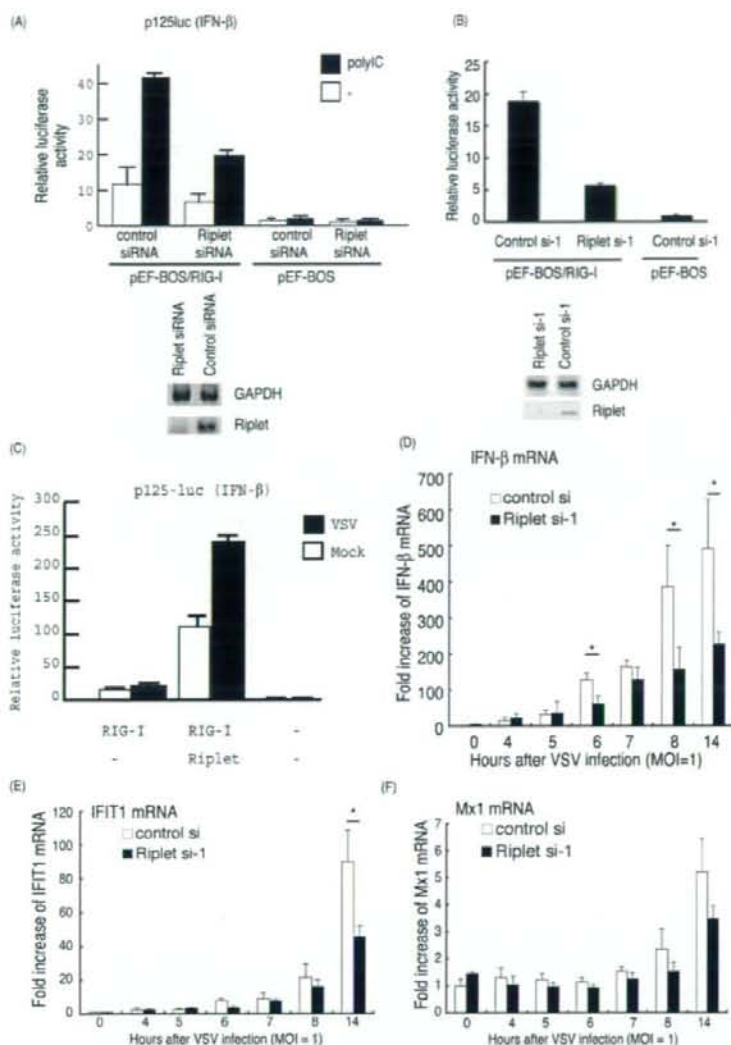 (A)
p125luc (IFN-β)
polyIC
-
Relative luciferase activity
40
30
20
10
0
control siRNA
Riplet siRNA
control siRNA
Riplet siRNA
pEF-BOS/RIG-I
pEF-BOS
Riplet siRNA
Control siRNA
GAPDH
Riplet
(B)
Relative luciferase activity
25
20
15
10
5
0
Control si-1
Riplet si-1
Control si-1
pEF-BOS/RIG-I
pEF-BOS
Riplet si-1
Control si-1
GAPDH
Riplet
(C)
p125-luc (IFN-β)
VSV
Mock
Relative luciferase activity
300
250
200
150
100
50
0
RIG-I
RIG-I
-
-
Riplet
-
(D)
IFN-β mRNA
control si
Riplet si-1
Fold increase of IFN-β mRNA
700
600
500
400
300
200
100
0
*
*
*
0 4 5 6 7 8 14
Hours after VSV infection (MOI=1)
(E)
IFIT1 mRNA
control si
Riplet si-1
Fold increase of IFIT1 mRNA
120
100
80
60
40
20
0
*
0 4 5 6 7 8 14
Hours after VSV infection (MOI = 1)
(F)
Mx1 mRNA
control si
Riplet si-1
Fold increase of Mx1 mRNA
7
6
5
4
3
2
1
0
0 4 5 6 7 8 14
Hours after VSV infection (MOI = 1)